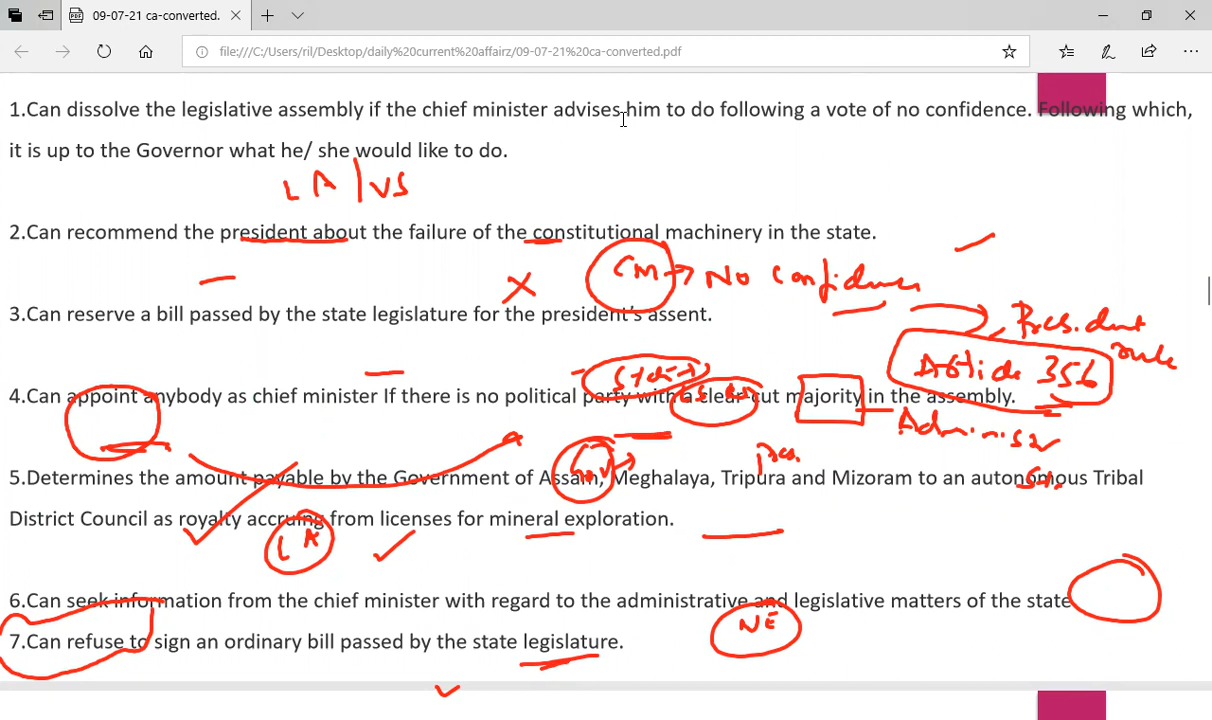 09-07-21 ca-converted.
file:///C:/Users/ril/Desktop/daily%20current%20affairz/09-07-21%20ca-converted.pdf
1.Can dissolve the legislative assembly if the chief minister advises him to do following a vote of no confidence. Following which,
it is up to the Governor what he/ she would like to do.
LA | VS
2.Can recommend the president about the failure of the constitutional machinery in the state.
CM → No confidence
3.Can reserve a bill passed by the state legislature for the president's assent.
President
rule
Article 356
4.Can appoint anybody as chief minister If there is no political party with a clear-cut majority in the assembly.
Gov
Pres.
5.Determines the amount payable by the Government of Assam, Meghalaya, Tripura and Mizoram to an autonomous Tribal
District Council as royalty accruing from licenses for mineral exploration.
LA
6.Can seek information from the chief minister with regard to the administrative and legislative matters of the state
NE
7.Can refuse to sign an ordinary bill passed by the state legislature.